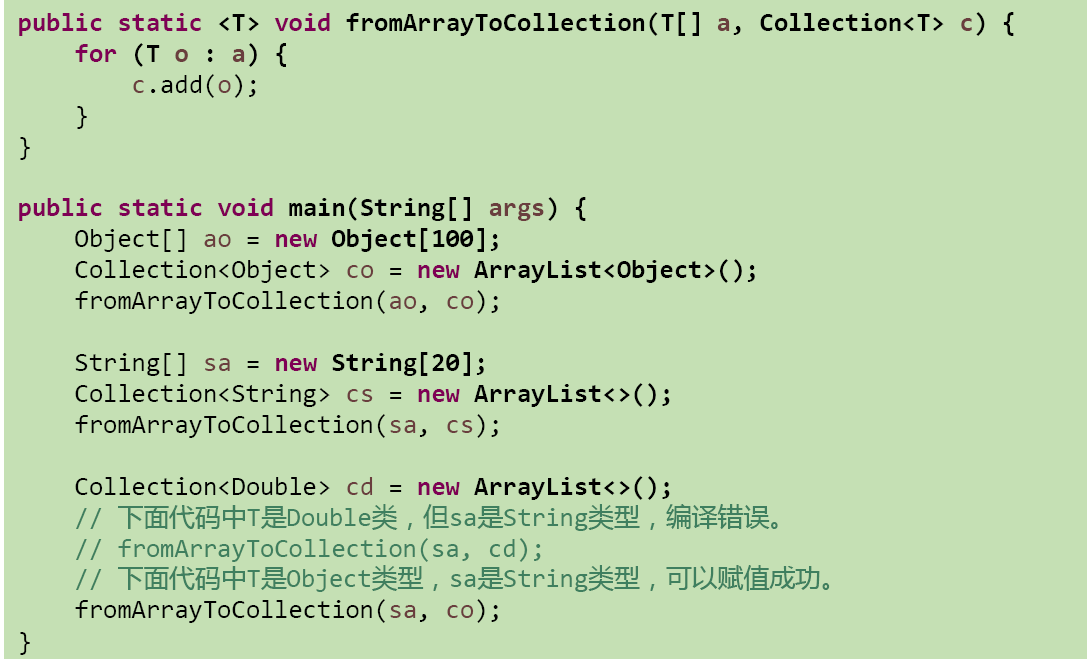 public static <T> void fromArrayToCollection(T[] a, Collection<T> c) {
    for (T o : a) {
        c.add(o);
    }
}

public static void main(String[] args) {
    Object[] ao = new Object[100];
    Collection<Object> co = new ArrayList<Object>();
    fromArrayToCollection(ao, co);

    String[] sa = new String[20];
    Collection<String> cs = new ArrayList<>();
    fromArrayToCollection(sa, cs);

    Collection<Double> cd = new ArrayList<>();
    // 下面代码中T是Double类，但sa是String类型，编译错误。
    // fromArrayToCollection(sa, cd);
    // 下面代码中T是Object类型，sa是String类型，可以赋值成功。
    fromArrayToCollection(sa, co);
}